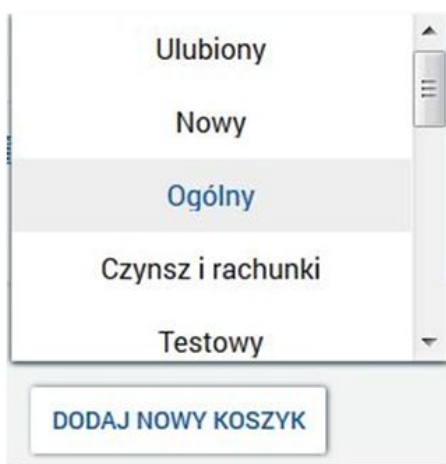 Ulubiony
Nowy
Ogólny
Czynsz i rachunki
Testowy
DODAJ NOWY KOSZYK